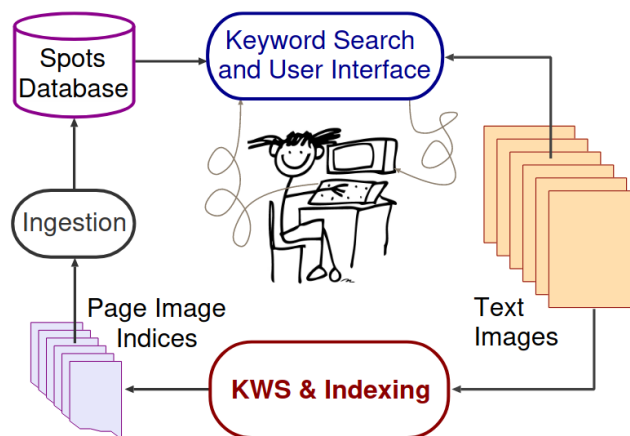 Spots
Database
Keyword Search
and User Interface
Ingestion
Page Image
Indices
Text
Images
KWS & Indexing